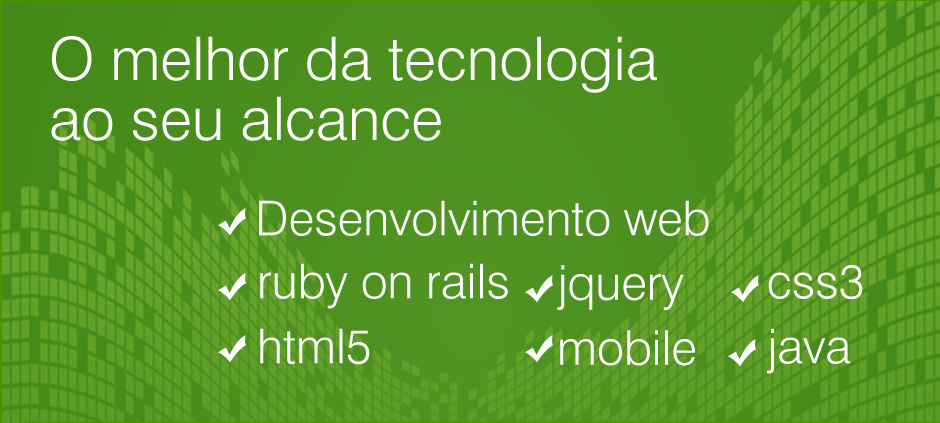 O melhor da tecnologia
ao seu alcance
Desenvolvimento web
ruby on rails jquery css3
html5 mobile java